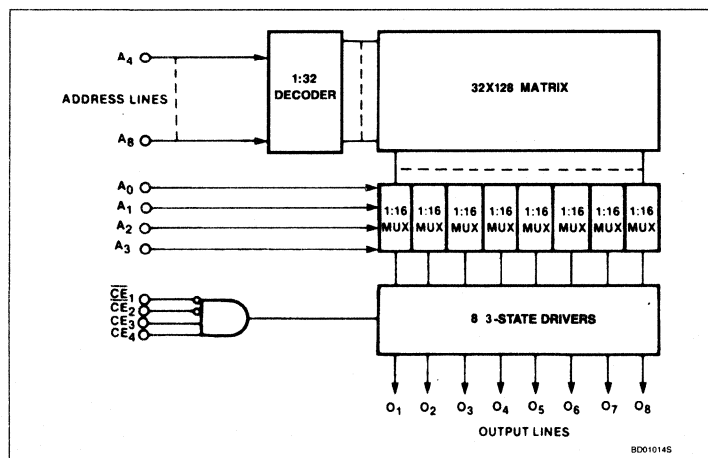 A4
1:32
DECODER
32X128 MATRIX
ADDRESS LINES
A8
A0
A1
A2
A3
1:16 MUX 1:16 MUX 1:16 MUX 1:16 MUX 1:16 MUX 1:16 MUX 1:16 MUX 1:16 MUX
C̅E̅1
C̅E̅2
CE3
CE4
8 3-STATE DRIVERS
O1 O2 O3 O4 O5 O6 O7 O8
OUTPUT LINES
BD01014S